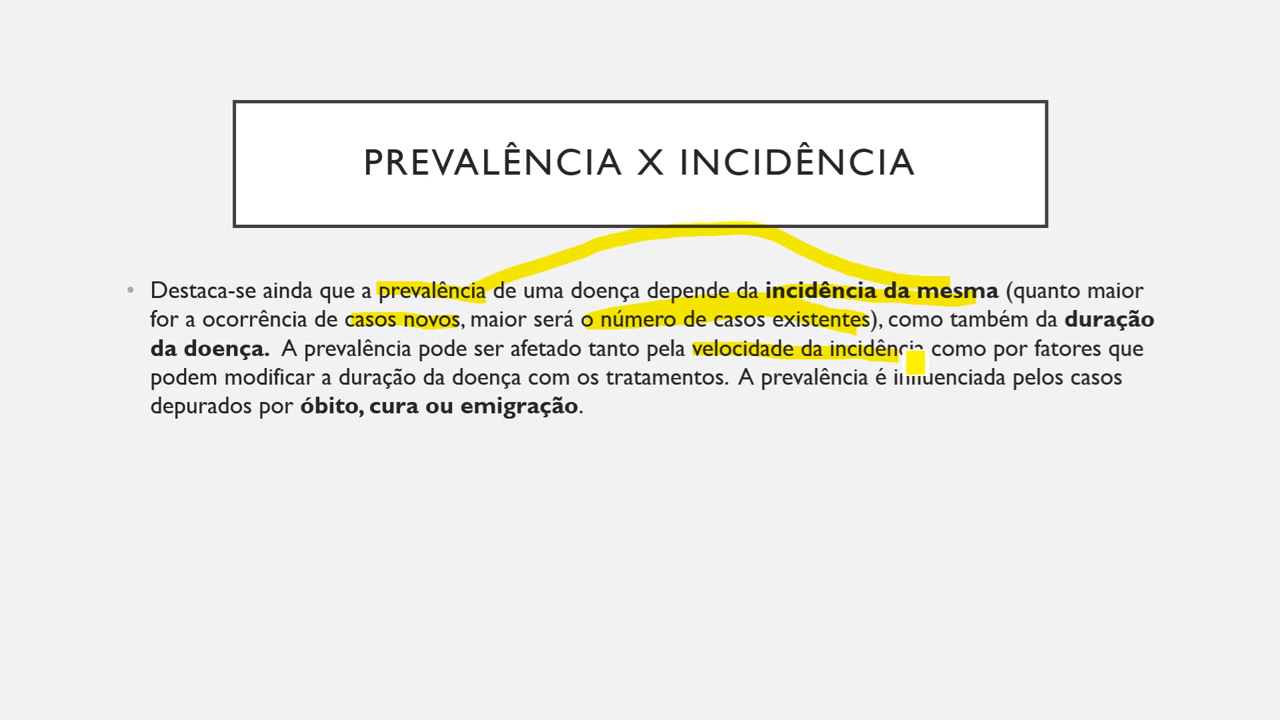 PREVALÊNCIA X INCIDÊNCIA
• Destaca-se ainda que a prevalência de uma doença depende da incidência da mesma (quanto maior
for a ocorrência de casos novos, maior será o número de casos existentes), como também da duração
da doença. A prevalência pode ser afetado tanto pela velocidade da incidência como por fatores que
podem modificar a duração da doença com os tratamentos. A prevalência é influenciada pelos casos
depurados por óbito, cura ou emigração.